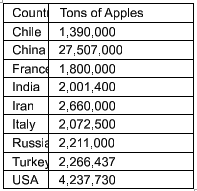 Count Tons of Apples
Chile 1,390,000
China 27,507,000
France 1,800,000
India 2,001,400
Iran 2,660,000
Italy 2,072,500
Russia 2,211,000
Turkey 2,266,437
USA 4,237,730